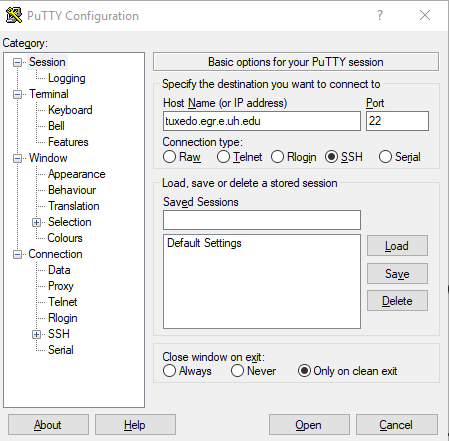 PuTTY Configuration
? ×
Category:
Session
Logging
Terminal
Keyboard
Bell
Features
Window
Appearance
Behaviour
Translation
Selection
Colours
Connection
Data
Proxy
Telnet
Rlogin
SSH
Serial
Basic options for your PuTTY session
Specify the destination you want to connect to
Host Name (or IP address) Port
tuxedo.egr.e.uh.edu 22
Connection type:
Raw Telnet Rlogin SSH Serial
Load, save or delete a stored session
Saved Sessions
Default Settings
Load
Save
Delete
Close window on exit:
Always Never Only on clean exit
About Help Open Cancel